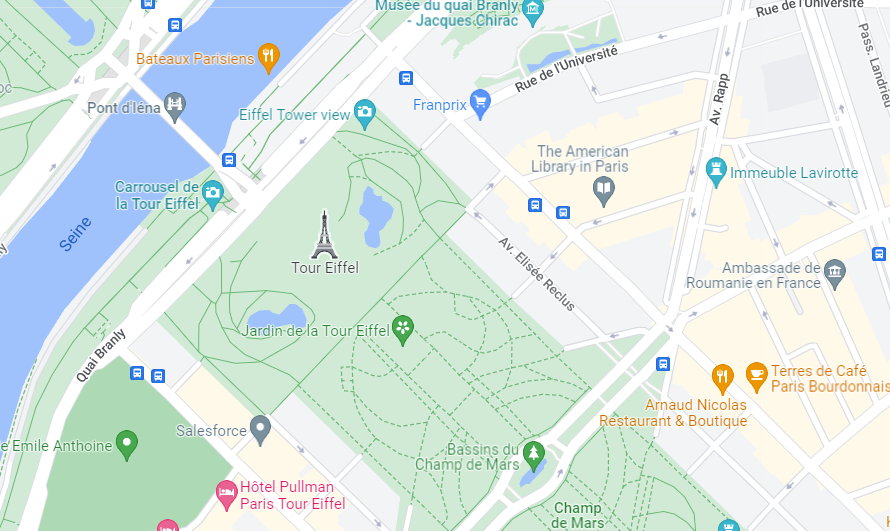 Musée du quai Branly
- Jacques Chirac
Rue de l'Université
Bateaux Parisiens
Rue de l'Université
Pass. Landrieu
Pont d'Iéna
Franprix
Av. Rapp
Eiffel Tower view
The American
Library in Paris
Immeuble Lavirotte
Carrousel de
la Tour Eiffel
Seine
Tour Eiffel
Av. Elisée Reclus
Ambassade de
Roumanie en France
Jardin de la Tour Eiffel
Quai Branly
Terres de Café
Paris Bourdonnais
Arnaud Nicolas
Restaurant & Boutique
Salesforce
e Emile Anthoine
Bassins du
Champ de Mars
Hôtel Pullman
Paris Tour Eiffel
Champ
de Mars